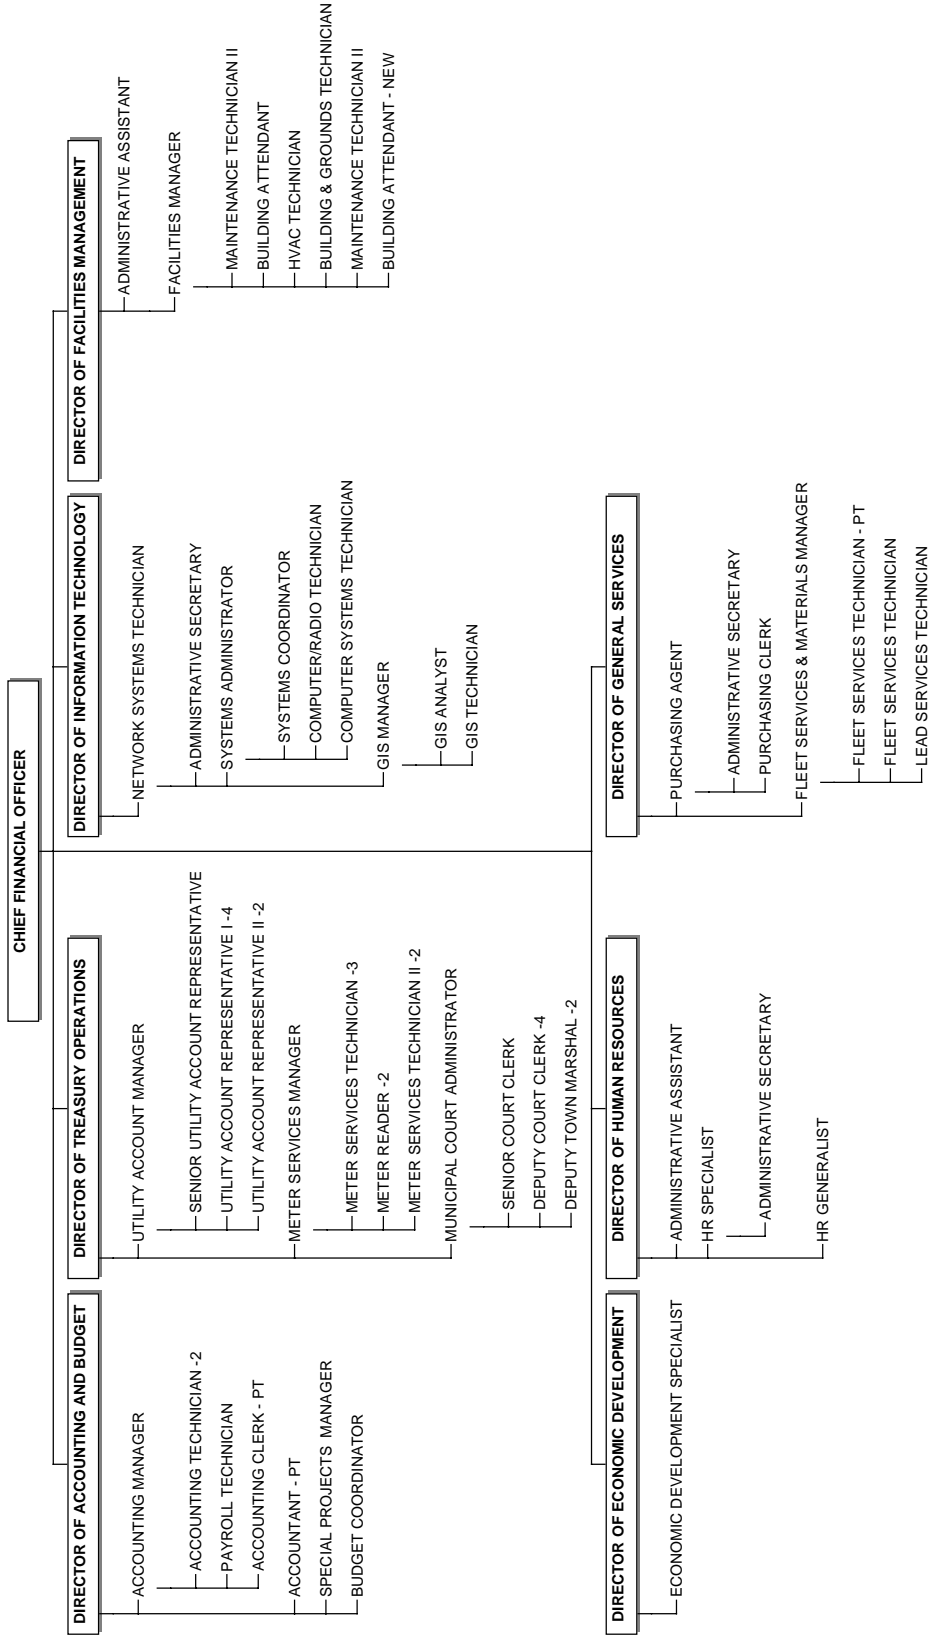 CHIEF FINANCIAL OFFICER
DIRECTOR OF ACCOUNTING AND BUDGET
ACCOUNTING MANAGER
ACCOUNTING TECHNICIAN -2
PAYROLL TECHNICIAN
ACCOUNTING CLERK - PT
ACCOUNTANT - PT
SPECIAL PROJECTS MANAGER
BUDGET COORDINATOR
DIRECTOR OF TREASURY OPERATIONS
UTILITY ACCOUNT MANAGER
SENIOR UTILITY ACCOUNT REPRESENTATIVE
UTILITY ACCOUNT REPRESENTATIVE I -4
UTILITY ACCOUNT REPRESENTATIVE II -2
METER SERVICES MANAGER
METER SERVICES TECHNICIAN -3
METER READER -2
METER SERVICES TECHNICIAN II -2
MUNICIPAL COURT ADMINISTRATOR
SENIOR COURT CLERK
DEPUTY COURT CLERK -4
DEPUTY TOWN MARSHAL -2
DIRECTOR OF INFORMATION TECHNOLOGY
NETWORK SYSTEMS TECHNICIAN
ADMINISTRATIVE SECRETARY
SYSTEMS ADMINISTRATOR
SYSTEMS COORDINATOR
COMPUTER/RADIO TECHNICIAN
COMPUTER SYSTEMS TECHNICIAN
GIS MANAGER
GIS ANALYST
GIS TECHNICIAN
DIRECTOR OF FACILITIES MANAGEMENT
ADMINISTRATIVE ASSISTANT
FACILITIES MANAGER
MAINTENANCE TECHNICIAN II
BUILDING ATTENDANT
HVAC TECHNICIAN
BUILDING & GROUNDS TECHNICIAN
MAINTENANCE TECHNICIAN II
BUILDING ATTENDANT - NEW
DIRECTOR OF ECONOMIC DEVELOPMENT
ECONOMIC DEVELOPMENT SPECIALIST
DIRECTOR OF HUMAN RESOURCES
ADMINISTRATIVE ASSISTANT
HR SPECIALIST
ADMINISTRATIVE SECRETARY
HR GENERALIST
DIRECTOR OF GENERAL SERVICES
PURCHASING AGENT
ADMINISTRATIVE SECRETARY
PURCHASING CLERK
FLEET SERVICES & MATERIALS MANAGER
FLEET SERVICES TECHNICIAN - PT
FLEET SERVICES TECHNICIAN
LEAD SERVICES TECHNICIAN